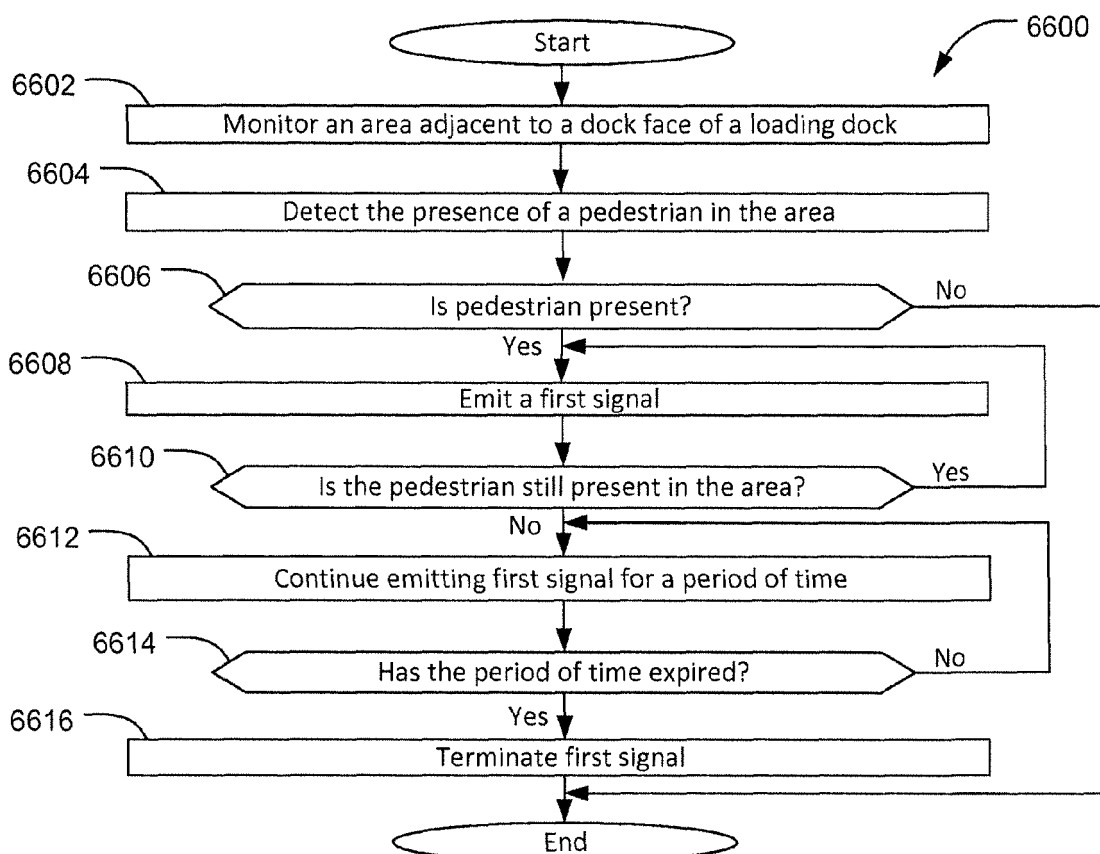 6600
Start
6602
Monitor an area adjacent to a dock face of a loading dock
6604
Detect the presence of a pedestrian in the area
6606
Is pedestrian present?
No
Yes
6608
Emit a first signal
6610
Is the pedestrian still present in the area?
Yes
No
6612
Continue emitting first signal for a period of time
6614
Has the period of time expired?
No
Yes
6616
Terminate first signal
End